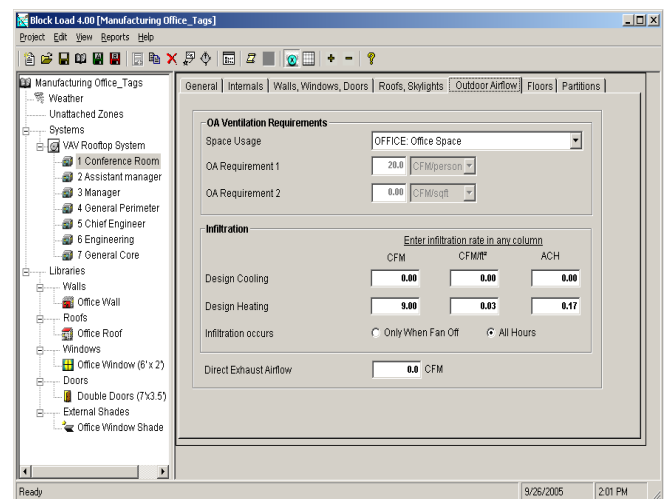 Block Load 4.00 [Manufacturing Office_Tags]
Project Edit View Reports Help
Manufacturing Office_Tags
Weather
Unattached Zones
Systems
VAV Rooftop System
1 Conference Room
2 Assistant manager
3 Manager
4 General Perimeter
5 Chief Engineer
6 Engineering
7 General Core
Libraries
Walls
Office Wall
Roofs
Office Roof
Windows
Office Window (6'x 2')
Doors
Double Doors (7'x3.5')
External Shades
Office Window Shade
General Internals Walls, Windows, Doors Roofs, Skylights Outdoor Airflow Floors Partitions
OA Ventilation Requirements
Space Usage OFFICE: Office Space
OA Requirement 1 20.0 CFM/person
OA Requirement 2 0.00 CFM/sqft
Infiltration
Enter infiltration rate in any column
CFM CFM/ft² ACH
Design Cooling 0.00 0.00 0.00
Design Heating 9.00 0.03 0.17
Infiltration occurs Only When Fan Off All Hours
Direct Exhaust Airflow 0.0 CFM
Ready 9/26/2005 2:01 PM